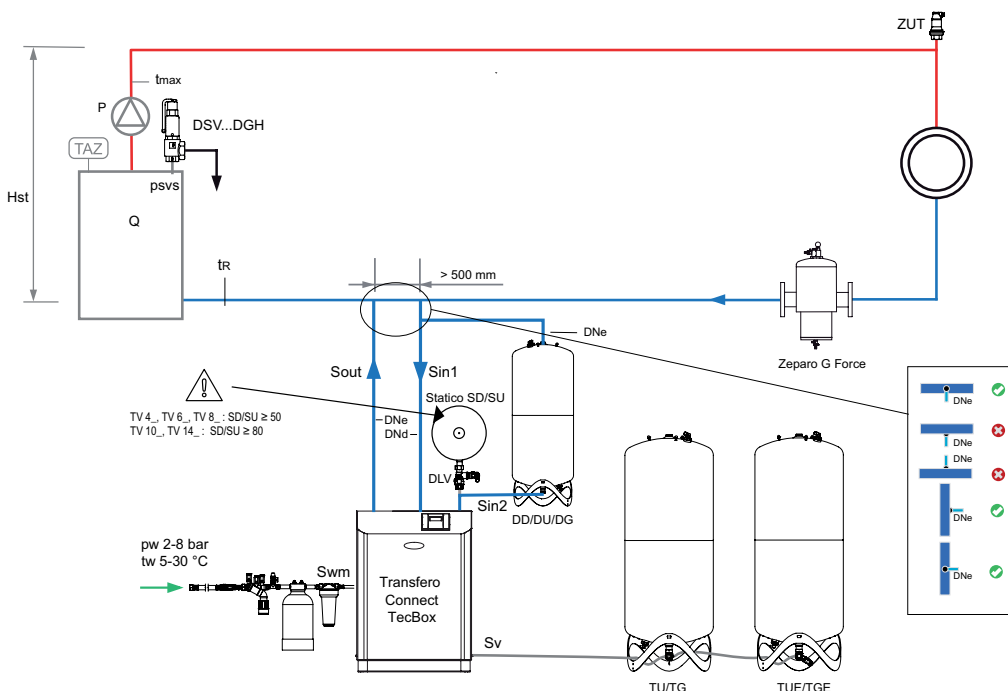 ZUT
tmax
P
DSV...DGH
TAZ
psvs
Hst
Q
tR
> 500 mm
DNe
Zeparo G Force
Sout
Sin1
Statico SD/SU
TV 4_, TV 6_, TV 8_ : SD/SU ≥ 50
TV 10_, TV 14_ : SD/SU ≥ 80
DNe
DNd
DLV
Sin2
DD/DU/DG
DNe
DNe
DNe
DNe
DNe
pw 2-8 bar
tw 5-30 °C
Swm
Transfero
Connect
TecBox
Sv
TU/TG
TUE/TGE